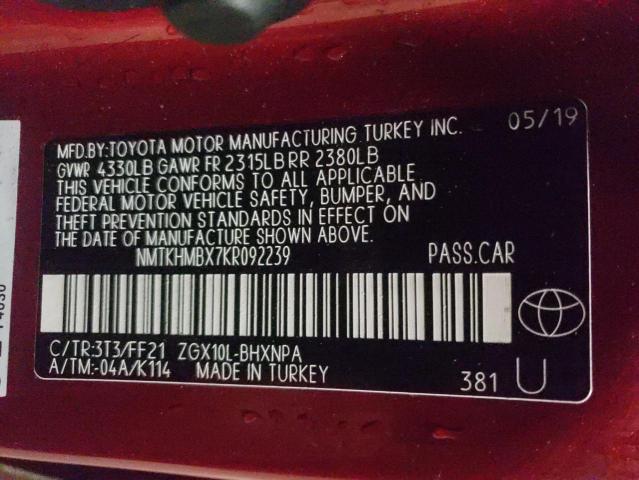 MFD.BY:TOYOTA MOTOR MANUFACTURING TURKEY INC. 05/19
GVWR 4330LB GAWR FR 2315LB RR 2380LB
THIS VEHICLE CONFORMS TO ALL APPLICABLE
FEDERAL MOTOR VEHICLE SAFETY, BUMPER, AND
THEFT PREVENTION STANDARDS IN EFFECT ON
THE DATE OF MANUFACTURE SHOWN ABOVE.
NMTKHMBX7KR092239 PASS.CAR
C/TR:3T3/FF21 ZGX10L-BHXNPA
A/TM:-04A/K114 MADE IN TURKEY
381 U